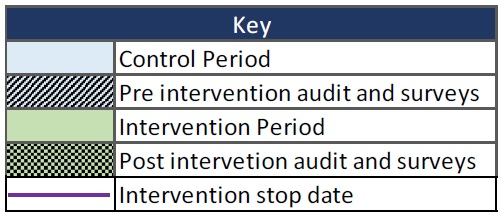 Key
Control Period
Pre intervention audit and surveys
Intervention Period
Post intervetion audit and surveys
Intervention stop date